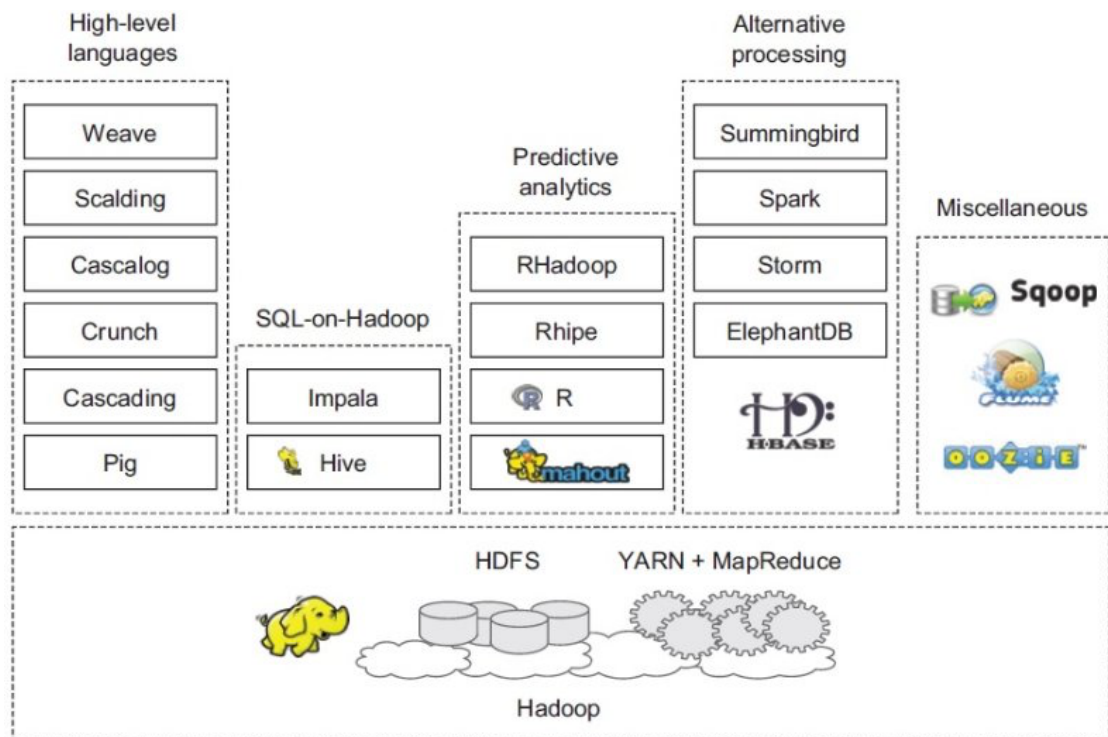 High-level
languages
Weave
Scalding
Cascalog
Crunch
Cascading
Pig
SQL-on-Hadoop
Impala
Hive
Predictive
analytics
RHadoop
Rhipe
R R
mahout
Alternative
processing
Summingbird
Spark
Storm
ElephantDB
H·BASE
Miscellaneous
Sqoop
FLUME
OOZIE
HDFS
YARN + MapReduce
Hadoop